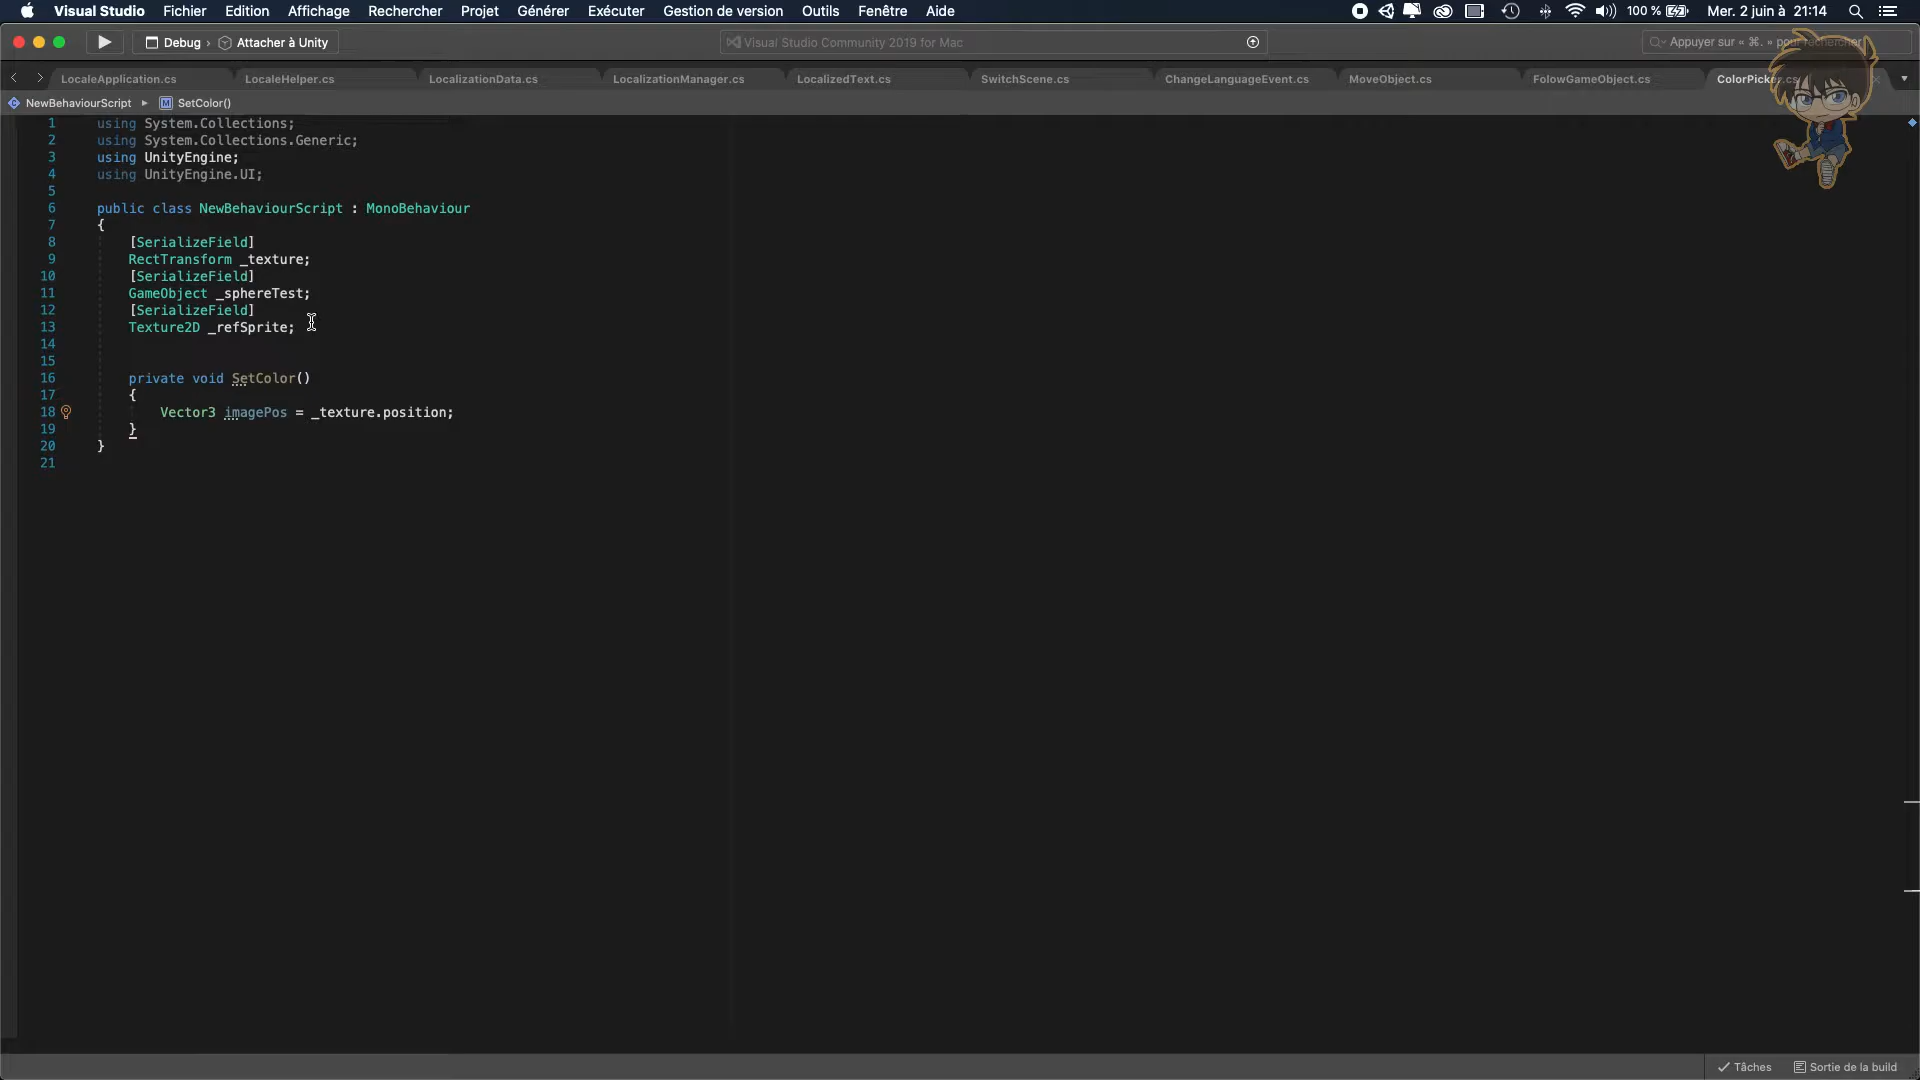 Visual Studio Fichier Edition Affichage Rechercher Projet Générer Exécuter Gestion de version Outils Fenêtre Aide 100 % Mer. 2 juin à 21:14
Debug › Attacher à Unity Visual Studio Community 2019 for Mac Appuyer sur « ⌘. » pour rechercher
LocaleApplication.cs LocaleHelper.cs LocalizationData.cs LocalizationManager.cs LocalizedText.cs SwitchScene.cs ChangeLanguageEvent.cs MoveObject.cs FolowGameObject.cs ColorPicker.cs
NewBehaviourScript ▸ M SetColor()
1 using System.Collections;
2 using System.Collections.Generic;
3 using UnityEngine;
4 using UnityEngine.UI;
5
6 public class NewBehaviourScript : MonoBehaviour
7 {
8 [SerializeField]
9 RectTransform _texture;
10 [SerializeField]
11 GameObject _sphereTest;
12 [SerializeField]
13 Texture2D _refSprite;
14
15
16 private void SetColor()
17 {
18 Vector3 imagePos = _texture.position;
19 }
20 }
21
Tâches Sortie de la build